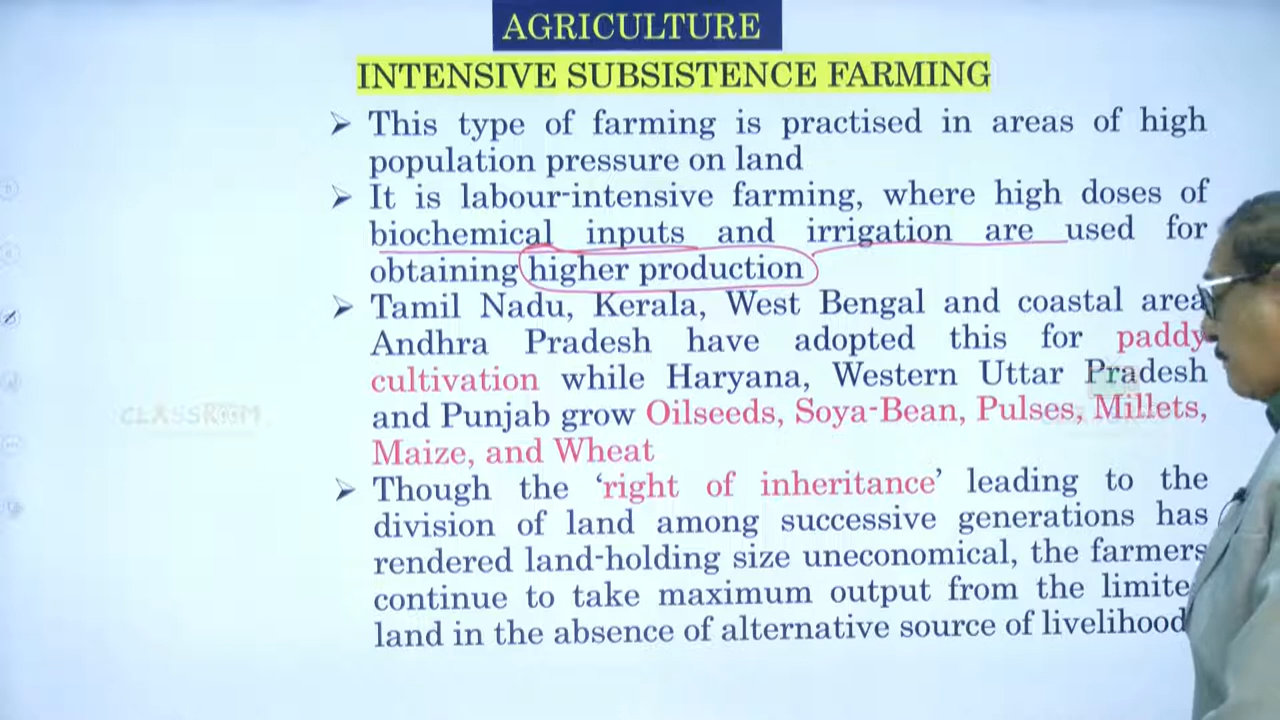 AGRICULTURE
INTENSIVE SUBSISTENCE FARMING
➤ This type of farming is practised in areas of high
population pressure on land
➤ It is labour-intensive farming, where high doses of
biochemical inputs and irrigation are used for
obtaining higher production
➤ Tamil Nadu, Kerala, West Bengal and coastal area
Andhra Pradesh have adopted this for paddy
cultivation while Haryana, Western Uttar Pradesh
and Punjab grow Oilseeds, Soya-Bean, Pulses, Millets,
Maize, and Wheat
➤ Though the ‘right of inheritance’ leading to the
division of land among successive generations has
rendered land-holding size uneconomical, the farmers
continue to take maximum output from the limite
land in the absence of alternative source of livelihood
CLASSROOM